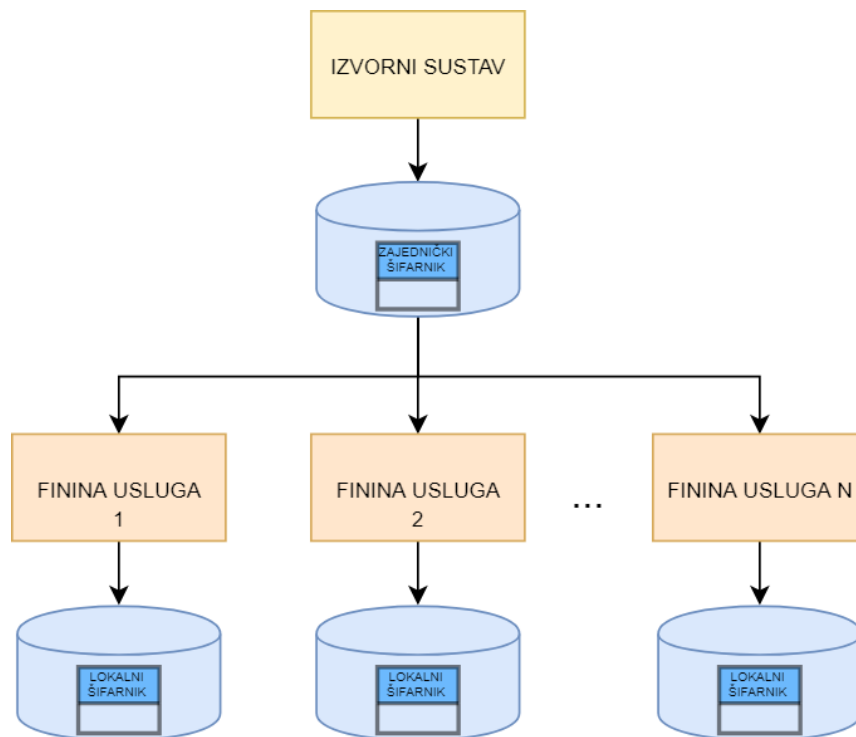 IZVORNI SUSTAV
ZAJEDNIČKI
ŠIFARNIK
FININA USLUGA
1
FININA USLUGA
2
...
FININA USLUGA N
LOKALNI
ŠIFARNIK
LOKALNI
ŠIFARNIK
LOKALNI
ŠIFARNIK